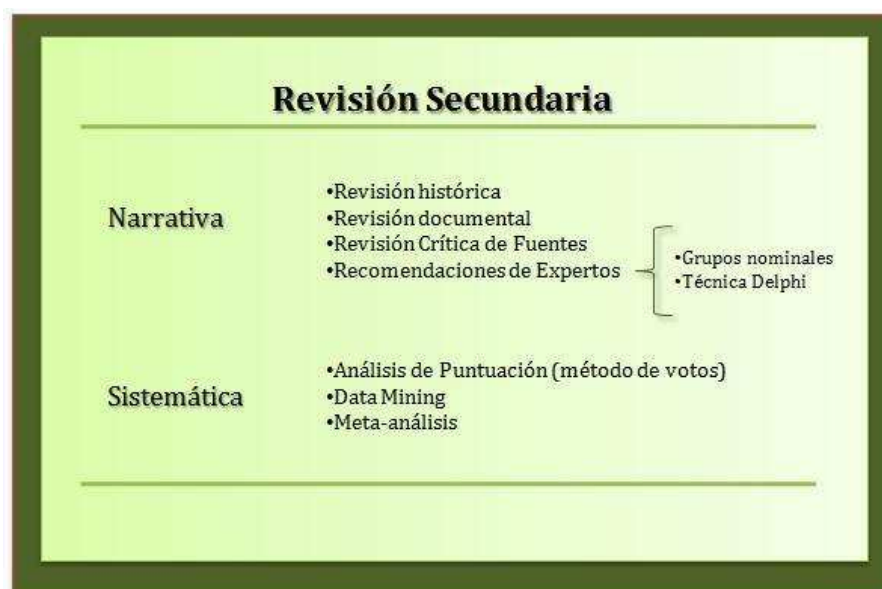 Revisión Secundaria
Narrativa
•Revisión histórica
•Revisión documental
•Revisión Crítica de Fuentes
•Recomendaciones de Expertos
•Grupos nominales
•Técnica Delphi
Sistemática
•Análisis de Puntuación (método de votos)
•Data Mining
•Meta-análisis